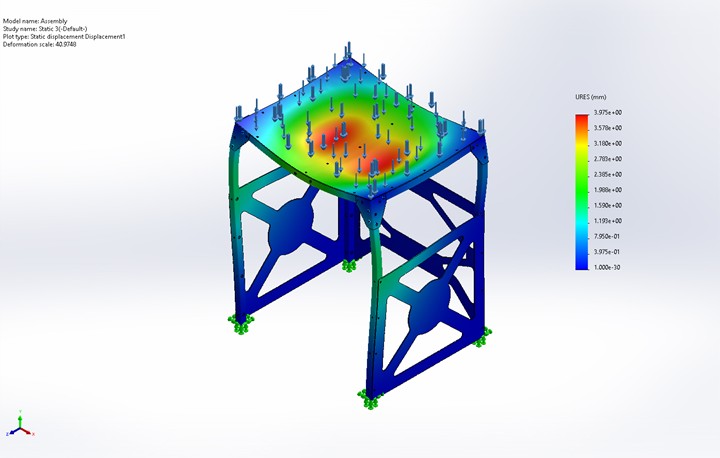 Model name: Assembly
Study name: Static 3(-Default-)
Plot type: Static displacement Displacement1
Deformation scale: 40.9748
URES (mm)
3.975e+00
3.578e+00
3.180e+00
2.783e+00
2.385e+00
1.988e+00
1.590e+00
1.193e+00
7.950e-01
3.975e-01
1.000e-30